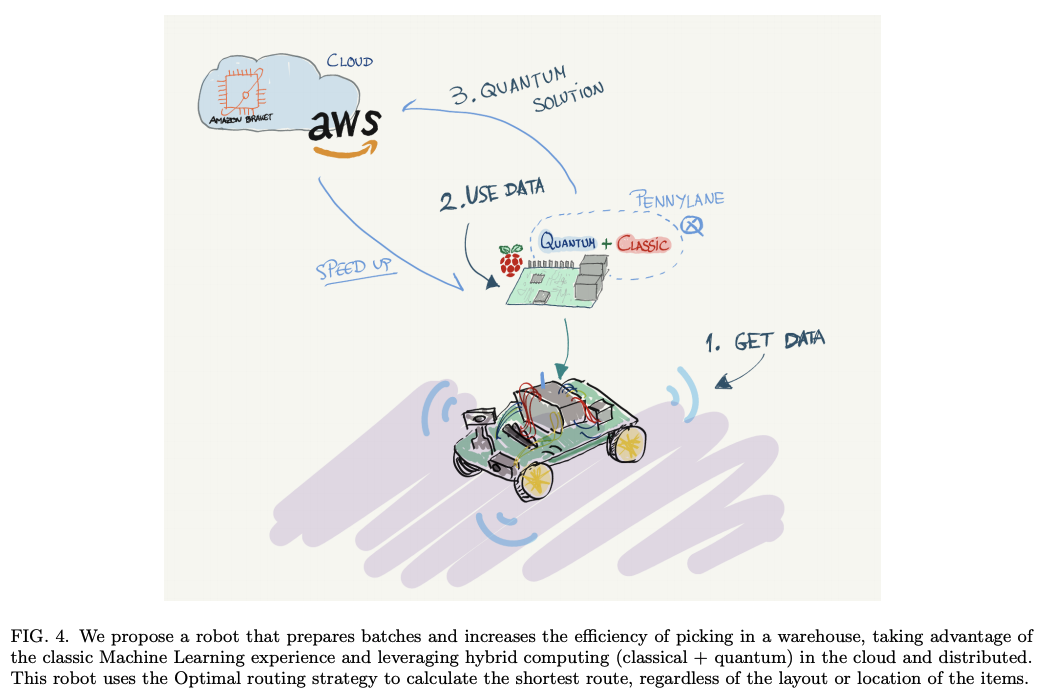 CLOUD
AMAZON BRAKET
aws
3. QUANTUM
SOLUTION
2. USE DATA
PENNYLANE
QUANTUM + CLASSIC
SPEED UP
1. GET DATA
FIG. 4. We propose a robot that prepares batches and increases the efficiency of picking in a warehouse, taking advantage of
the classic Machine Learning experience and leveraging hybrid computing (classical + quantum) in the cloud and distributed.
This robot uses the Optimal routing strategy to calculate the shortest route, regardless of the layout or location of the items.